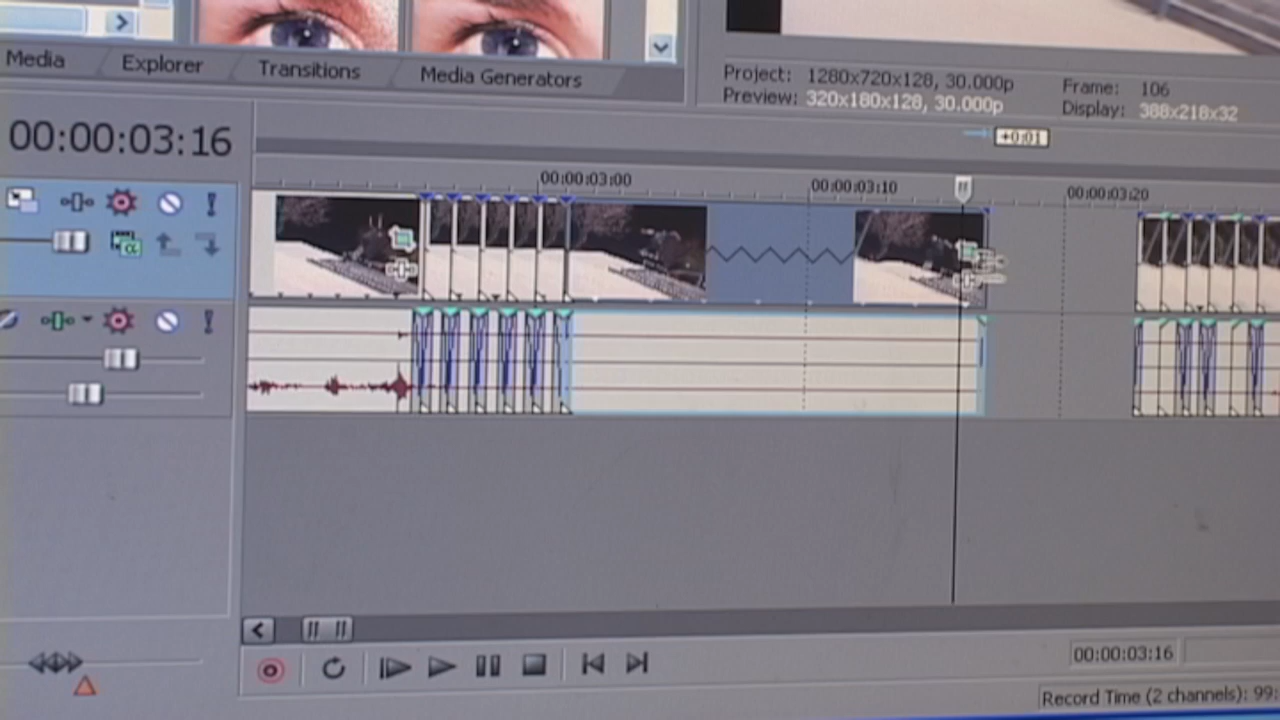 Media Explorer Transitions Media Generators
Project: 1280x720x128, 30.000p Frame: 106
Preview: 320x180x128, 30.000p Display: 388x218x32
00:00:03:16
+0:01
00:00:03:00 00:00:03:10 00:00:03:20
00:00:03:16
Record Time (2 channels): 99: